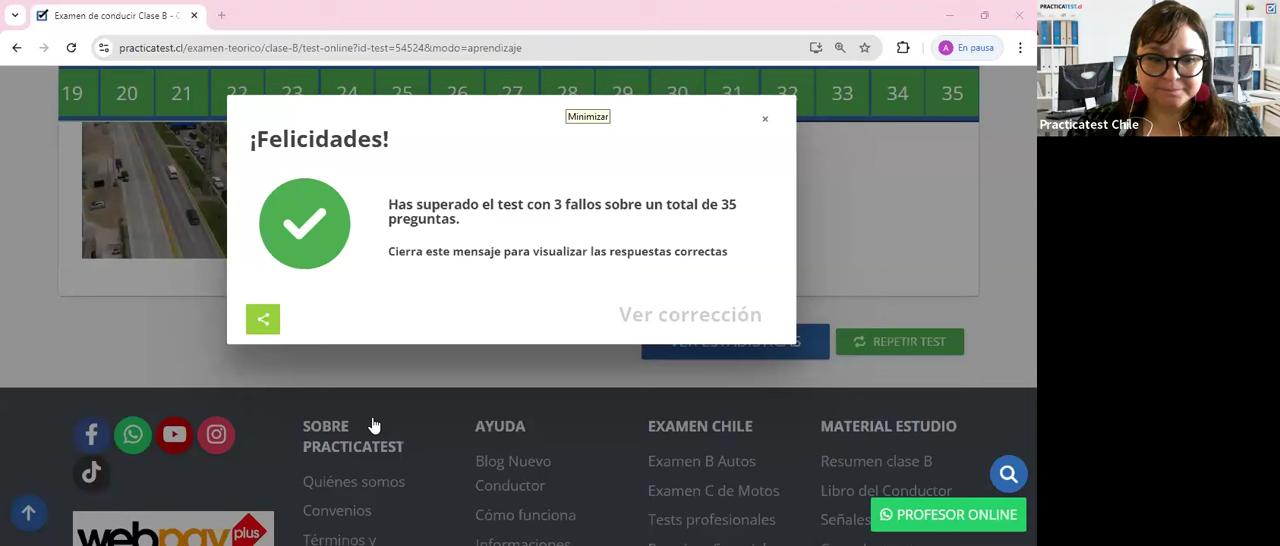 Examen de conducir Clase B - C
practicatest.cl/examen-teorico/clase-B/test-online?id-test=54524&modo=aprendizaje
A
En pausa
PRACTICATEST.cl
Practicatest Chile
19 20 21 22 23 24 25 26 27 28 29 30 31 32 33 34 35
Minimizar
¡Felicidades!
Has superado el test con 3 fallos sobre un total de 35
preguntas.
Cierra este mensaje para visualizar las respuestas correctas
Ver corrección
VER ESTADÍSTICAS
REPETIR TEST
SOBRE
PRACTICATEST
Quiénes somos
Convenios
Términos y
AYUDA
Blog Nuevo
Conductor
Cómo funciona
Informaciones
EXAMEN CHILE
Examen B Autos
Examen C de Motos
Tests profesionales
MATERIAL ESTUDIO
Resumen clase B
Libro del Conductor
Señales
PROFESOR ONLINE
webpay
plus